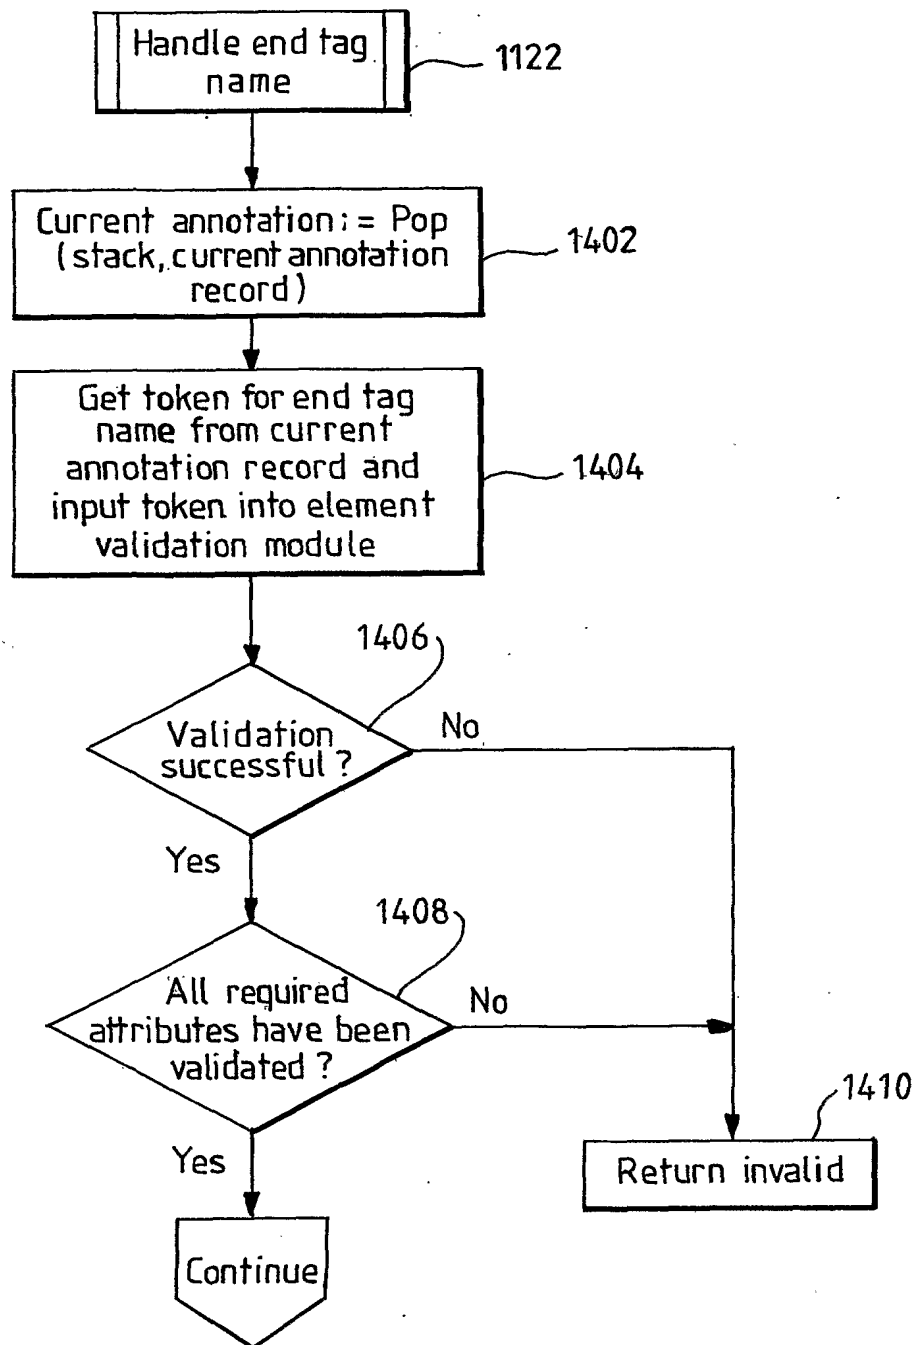 Handle end tag
name
1122
Current annotation := Pop
(stack, current annotation
record)
1402
Get token for end tag
name from current
annotation record and
input token into element
validation module
1404
1406
Validation
successful ?
No
Yes
1408
All required
attributes have been
validated ?
No
Yes
1410
Return invalid
Continue